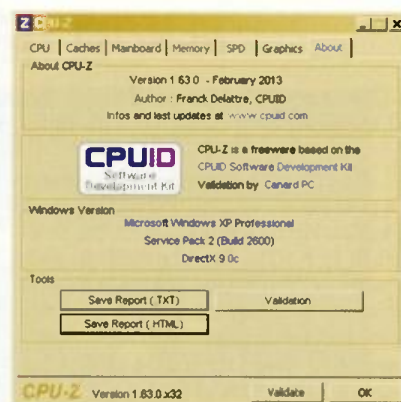 CPU-Z
CPU Caches Mainboard Memory SPD Graphics About
About CPU-Z
Version 1.63.0 - February 2013
Author : Franck Delattre, CPUID
Infos and last updates at www.cpuid.com
CPUID
Software
Development Kit
CPU-Z is a freeware based on the
CPUID Software Development Kit
Validation by Canard PC
Windows Version
Microsoft Windows XP Professional
Service Pack 2 (Build 2600)
DirectX 9.0c
Tools
Save Report (.TXT) Validation
Save Report (.HTML)
CPU-Z Version 1.63.0.x32 Validate OK